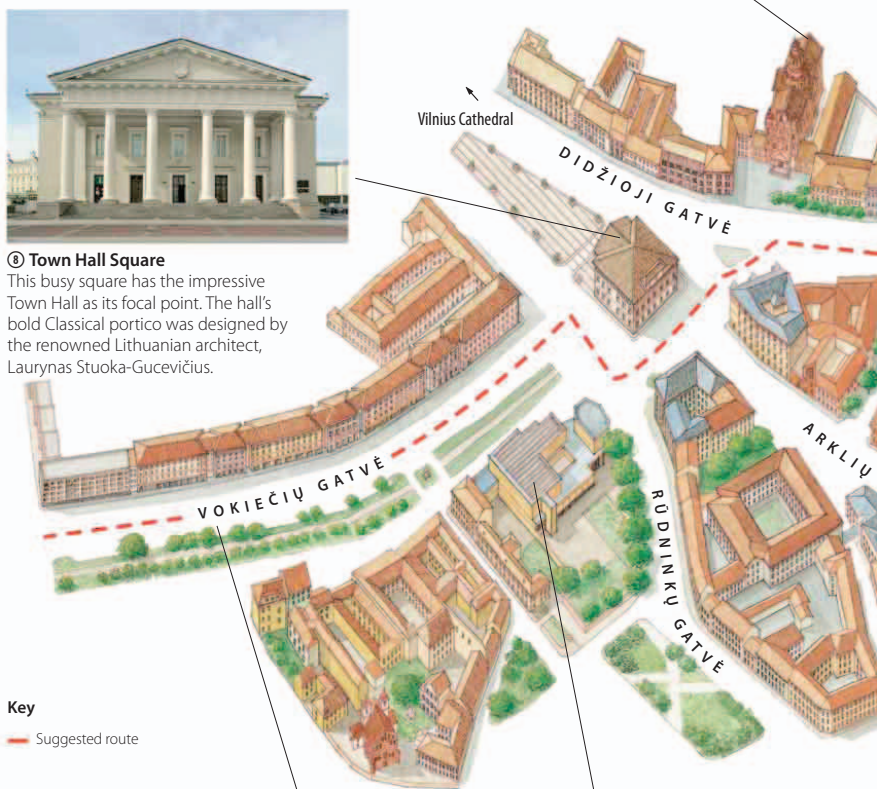 Vilnius Cathedral
DIDŽIOJI GATVĖ
⑧ Town Hall Square
This busy square has the impressive
Town Hall as its focal point. The hall's
bold Classical portico was designed by
the renowned Lithuanian architect,
Laurynas Stuoka-Gucevičius.
VOKIEČIŲ GATVĖ
ARKLIŲ
RŪDNINKŲ GATVĖ
Key
Suggested route